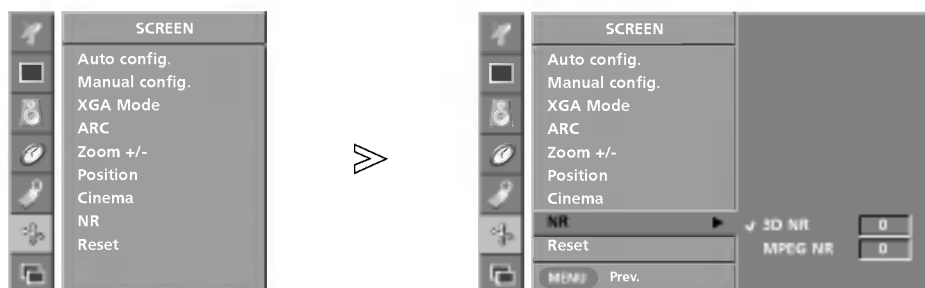 SCREEN
Auto config.
Manual config.
XGA Mode
ARC
Zoom +/-
Position
Cinema
NR
Reset
SCREEN
Auto config.
Manual config.
XGA Mode
ARC
Zoom +/-
Position
Cinema
NR
3D NR 0
MPEG NR 0
Reset
MENU Prev.